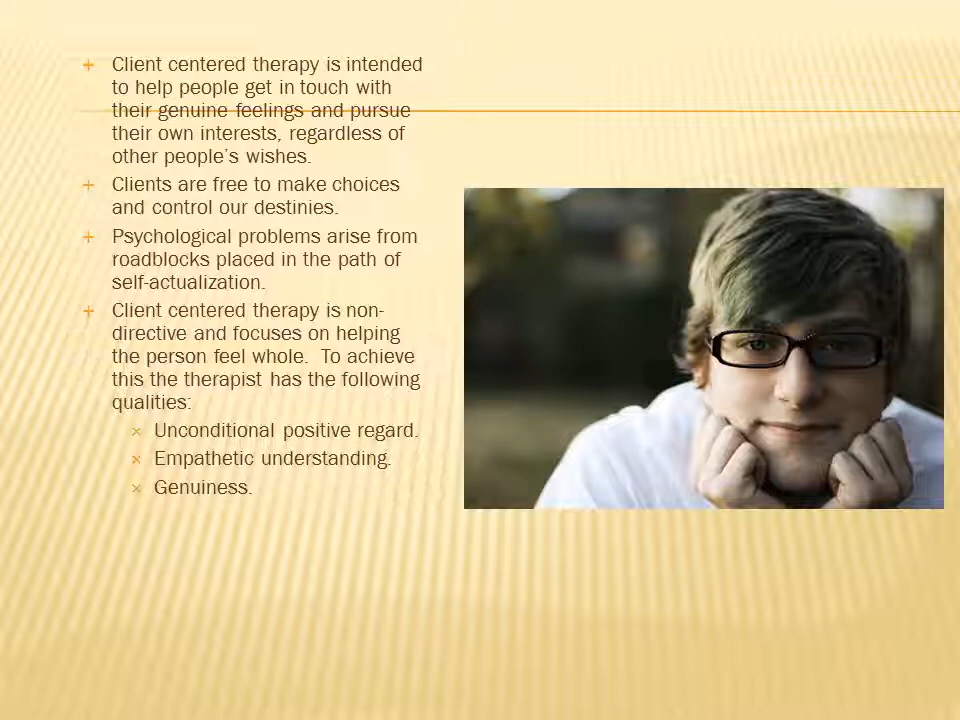 Client centered therapy is intended
to help people get in touch with
their genuine feelings and pursue
their own interests, regardless of
other people's wishes.
Clients are free to make choices
and control our destinies.
Psychological problems arise from
roadblocks placed in the path of
self-actualization.
Client centered therapy is non-
directive and focuses on helping
the person feel whole.  To achieve
this the therapist has the following
qualities:
Unconditional positive regard.
Empathetic understanding.
Genuiness.